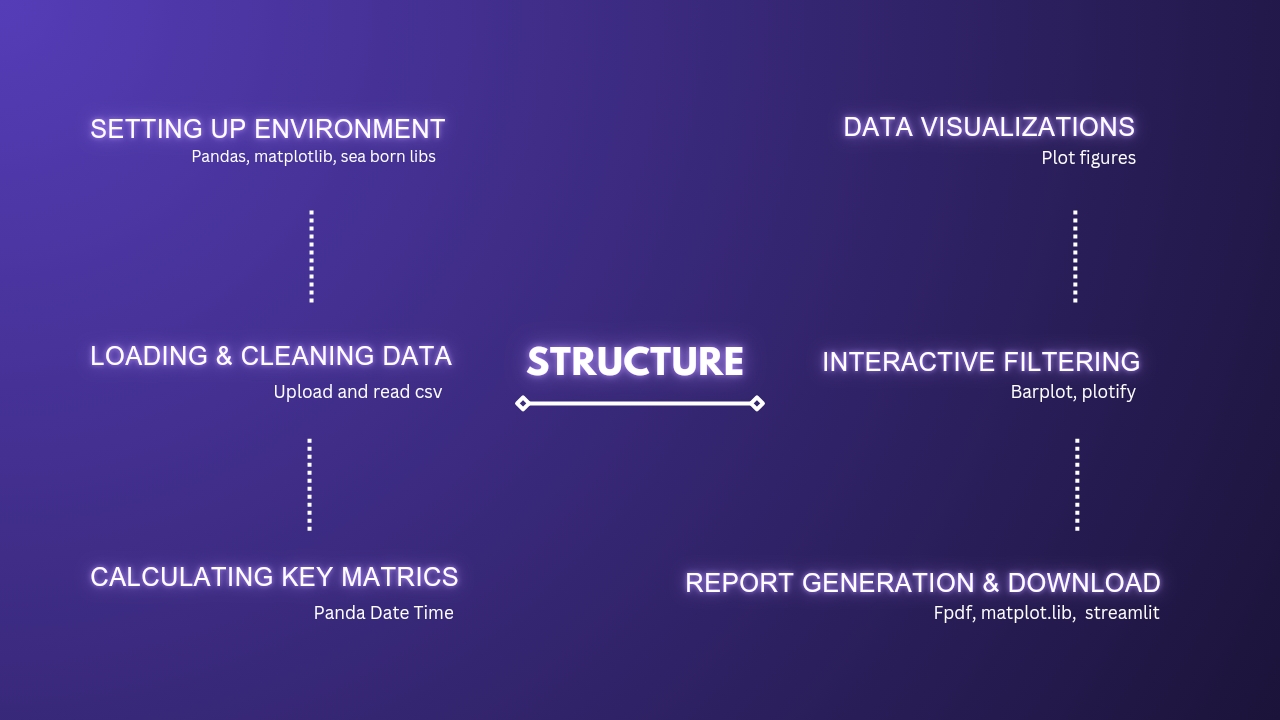 SETTING UP ENVIRONMENT
Pandas, matplotlib, sea born libs
LOADING & CLEANING DATA
Upload and read csv
CALCULATING KEY MATRICS
Panda Date Time
STRUCTURE
DATA VISUALIZATIONS
Plot figures
INTERACTIVE FILTERING
Barplot, plotify
REPORT GENERATION & DOWNLOAD
Fpdf, matplot.lib,  streamlit